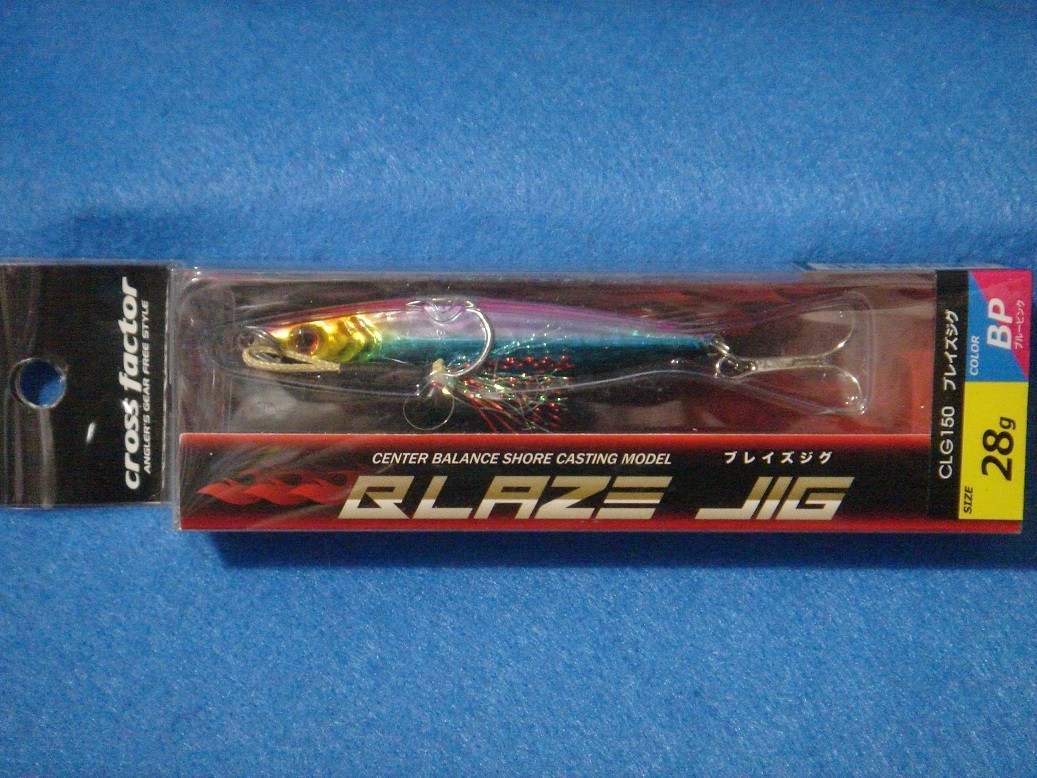 cross factor
ANGLER'S GEAR FREE STYLE
CENTER BALANCE SHORE CASTING MODEL
ブレイズジグ
BLAZE JIG
CLG150 ブレイズジグ
COLOR
BP
ブルーピンク
SIZE
28g